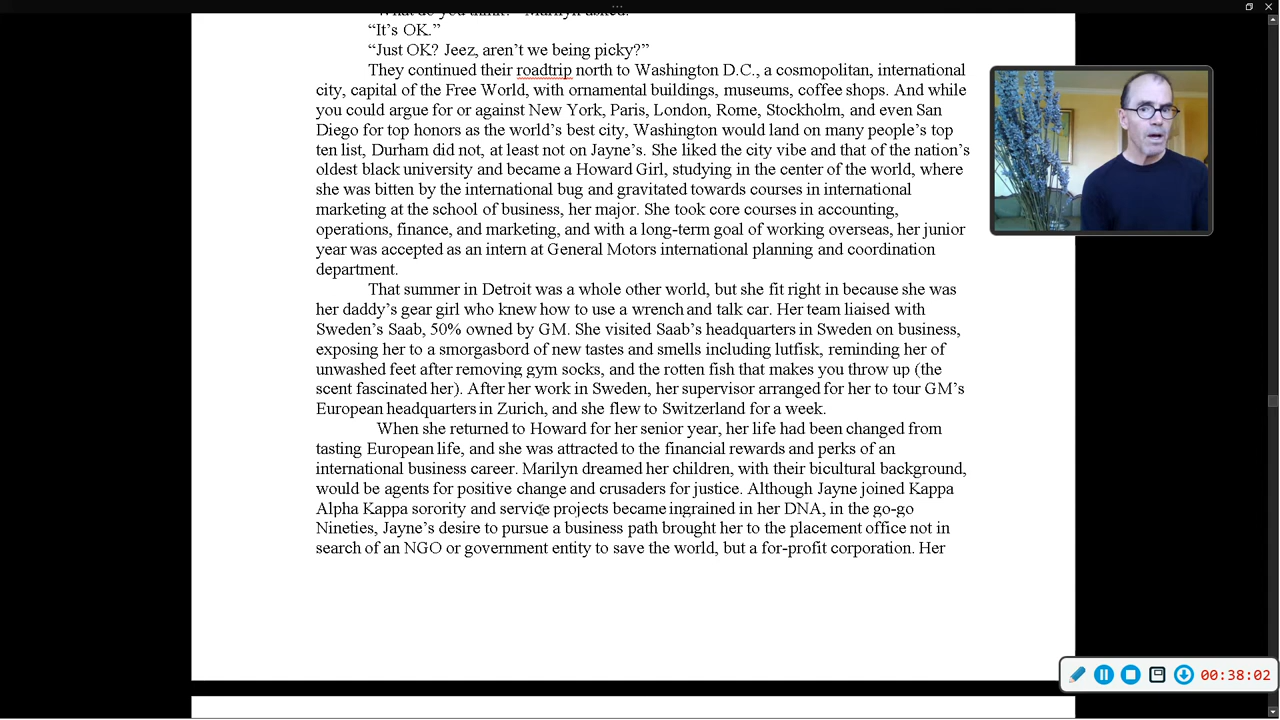 “It’s OK.”
“Just OK? Jeez, aren’t we being picky?”
They continued their roadtrip north to Washington D.C., a cosmopolitan, international
city, capital of the Free World, with ornamental buildings, museums, coffee shops. And while
you could argue for or against New York, Paris, London, Rome, Stockholm, and even San
Diego for top honors as the world’s best city, Washington would land on many people’s top
ten list, Durham did not, at least not on Jayne’s. She liked the city vibe and that of the nation’s
oldest black university and became a Howard Girl, studying in the center of the world, where
she was bitten by the international bug and gravitated towards courses in international
marketing at the school of business, her major. She took core courses in accounting,
operations, finance, and marketing, and with a long-term goal of working overseas, her junior
year was accepted as an intern at General Motors international planning and coordination
department.
That summer in Detroit was a whole other world, but she fit right in because she was
her daddy’s gear girl who knew how to use a wrench and talk car. Her team liaised with
Sweden’s Saab, 50% owned by GM. She visited Saab’s headquarters in Sweden on business,
exposing her to a smorgasbord of new tastes and smells including lutfisk, reminding her of
unwashed feet after removing gym socks, and the rotten fish that makes you throw up (the
scent fascinated her). After her work in Sweden, her supervisor arranged for her to tour GM’s
European headquarters in Zurich, and she flew to Switzerland for a week.
When she returned to Howard for her senior year, her life had been changed from
tasting European life, and she was attracted to the financial rewards and perks of an
international business career. Marilyn dreamed her children, with their bicultural background,
would be agents for positive change and crusaders for justice. Although Jayne joined Kappa
Alpha Kappa sorority and service projects became ingrained in her DNA, in the go-go
Nineties, Jayne’s desire to pursue a business path brought her to the placement office not in
search of an NGO or government entity to save the world, but a for-profit corporation. Her
00:38:02